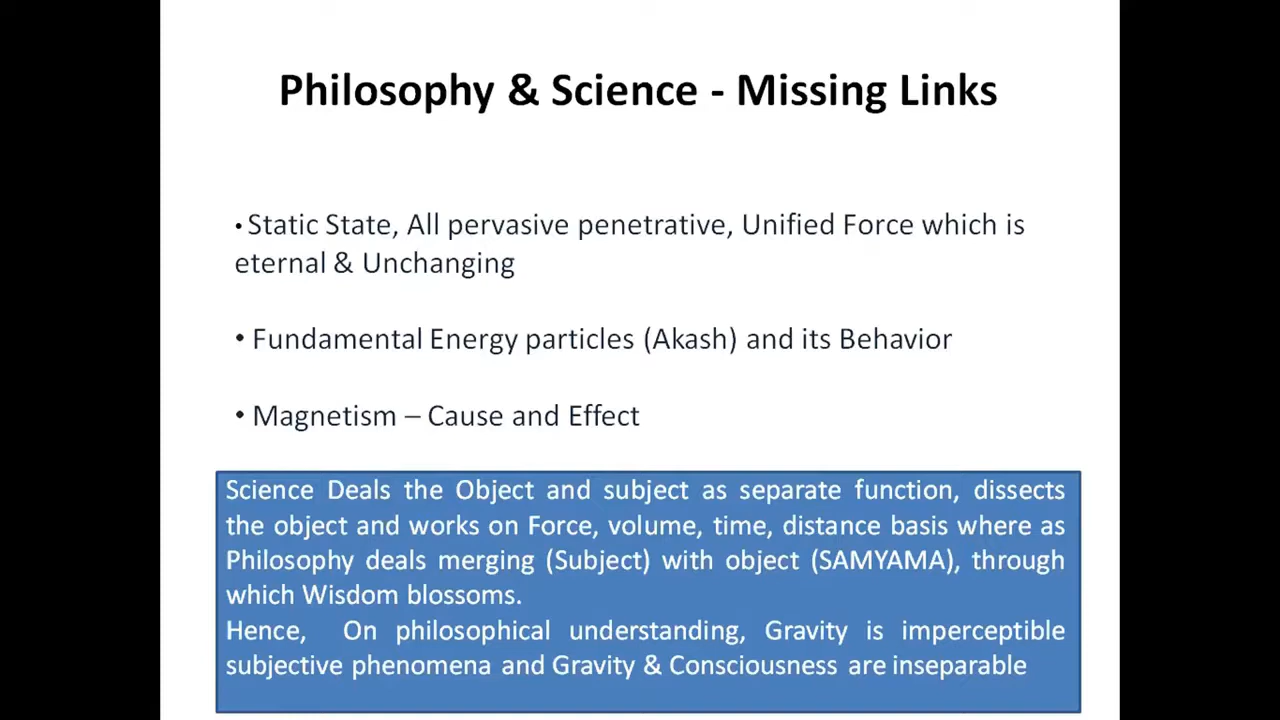 Philosophy & Science - Missing Links
• Static State, All pervasive penetrative, Unified Force which is
eternal & Unchanging
• Fundamental Energy particles (Akash) and its Behavior
• Magnetism – Cause and Effect
Science Deals the Object and subject as separate function, dissects
the object and works on Force, volume, time, distance basis where as
Philosophy deals merging (Subject) with object (SAMYAMA), through
which Wisdom blossoms.
Hence, On philosophical understanding, Gravity is imperceptible
subjective phenomena and Gravity & Consciousness are inseparable